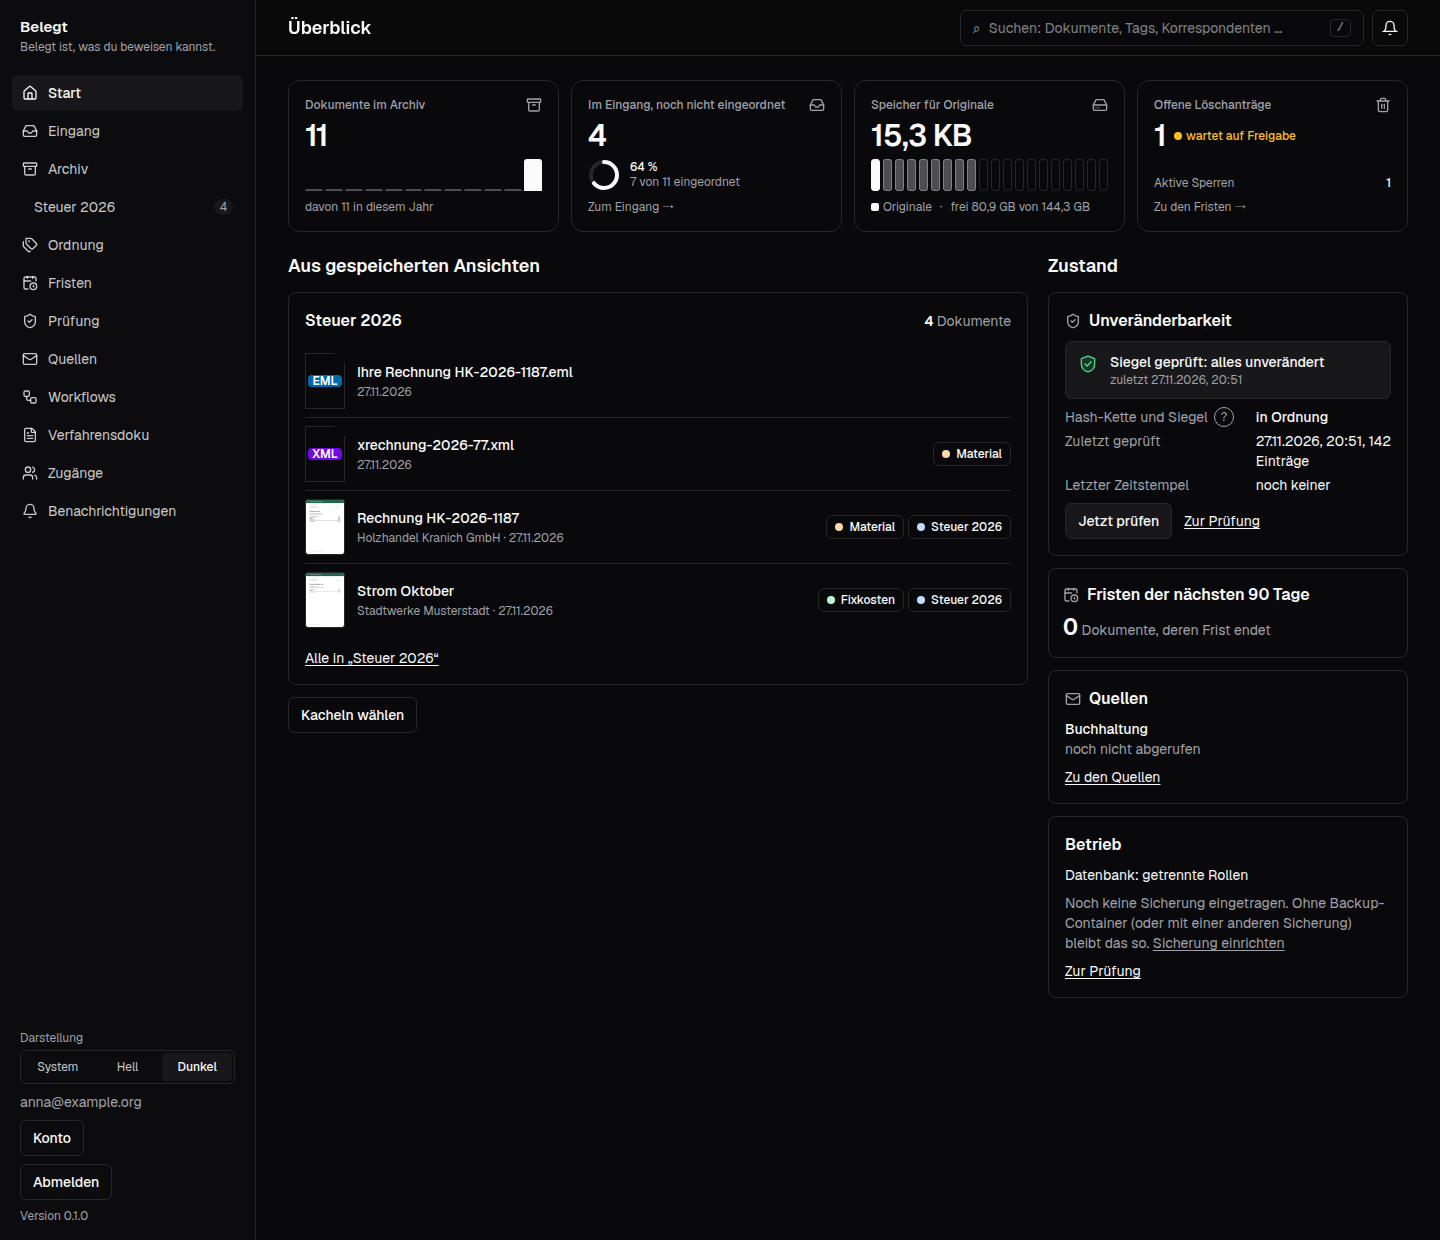 Belegt
Belegt ist, was du beweisen kannst.
Start
Eingang
Archiv
Steuer 2026
4
Ordnung
Fristen
Prüfung
Quellen
Workflows
Verfahrensdoku
Zugänge
Benachrichtigungen
Darstellung
System Hell Dunkel
anna@example.org
Konto
Abmelden
Version 0.1.0
Überblick
Suchen: Dokumente, Tags, Korrespondenten …
/
Dokumente im Archiv
11
davon 11 in diesem Jahr
Im Eingang, noch nicht eingeordnet
4
64 %
7 von 11 eingeordnet
Zum Eingang →
Speicher für Originale
15,3 KB
Originale · frei 80,9 GB von 144,3 GB
Offene Löschanträge
1 wartet auf Freigabe
Aktive Sperren 1
Zu den Fristen →
Aus gespeicherten Ansichten
Steuer 2026
4 Dokumente
EML
Ihre Rechnung HK-2026-1187.eml
27.11.2026
XML
xrechnung-2026-77.xml
27.11.2026
Material
Rechnung HK-2026-1187
Holzhandel Kranich GmbH · 27.11.2026
Material
Steuer 2026
Strom Oktober
Stadtwerke Musterstadt · 27.11.2026
Fixkosten
Steuer 2026
Alle in „Steuer 2026“
Kacheln wählen
Zustand
Unveränderbarkeit
Siegel geprüft: alles unverändert
zuletzt 27.11.2026, 20:51
Hash-Kette und Siegel ? in Ordnung
Zuletzt geprüft 27.11.2026, 20:51, 142
Einträge
Letzter Zeitstempel noch keiner
Jetzt prüfen
Zur Prüfung
Fristen der nächsten 90 Tage
0 Dokumente, deren Frist endet
Quellen
Buchhaltung
noch nicht abgerufen
Zu den Quellen
Betrieb
Datenbank: getrennte Rollen
Noch keine Sicherung eingetragen. Ohne Backup-
Container (oder mit einer anderen Sicherung)
bleibt das so. Sicherung einrichten
Zur Prüfung